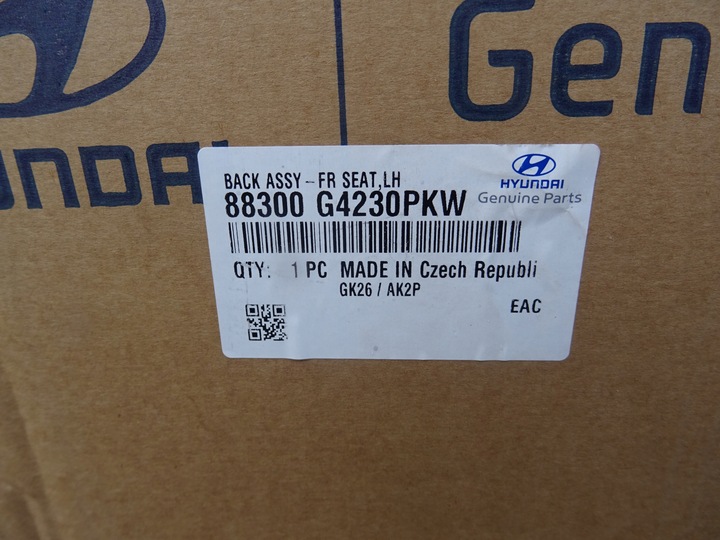 Gen
UNDAI
BACK ASSY-FR SEAT,LH
88300 G4230PKW
HYUNDAI
Genuine Parts
QTY: 1 PC MADE IN Czech Republi
GK26 / AK2P
EAC